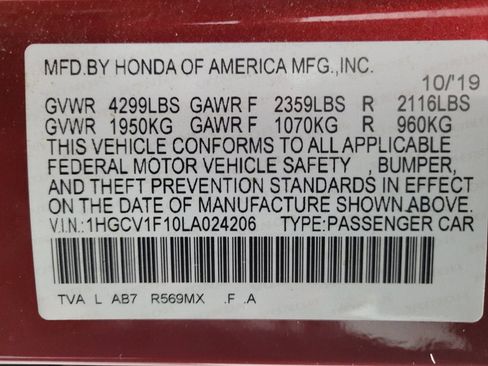 MFD.BY HONDA OF AMERICA MFG.,INC.
10/'19
GVWR 4299LBS GAWR F 2359LBS R 2116LBS
GVWR 1950KG GAWR F 1070KG R 960KG
THIS VEHICLE CONFORMS TO ALL APPLICABLE
FEDERAL MOTOR VEHICLE SAFETY , BUMPER,
AND THEFT PREVENTION STANDARDS IN EFFECT
ON THE DATE OF MANUFACTURE SHOWN ABOVE.
V.I.N.:1HGCV1F10LA024206 TYPE:PASSENGER CAR
TVA L AB7 R569MX .F .A